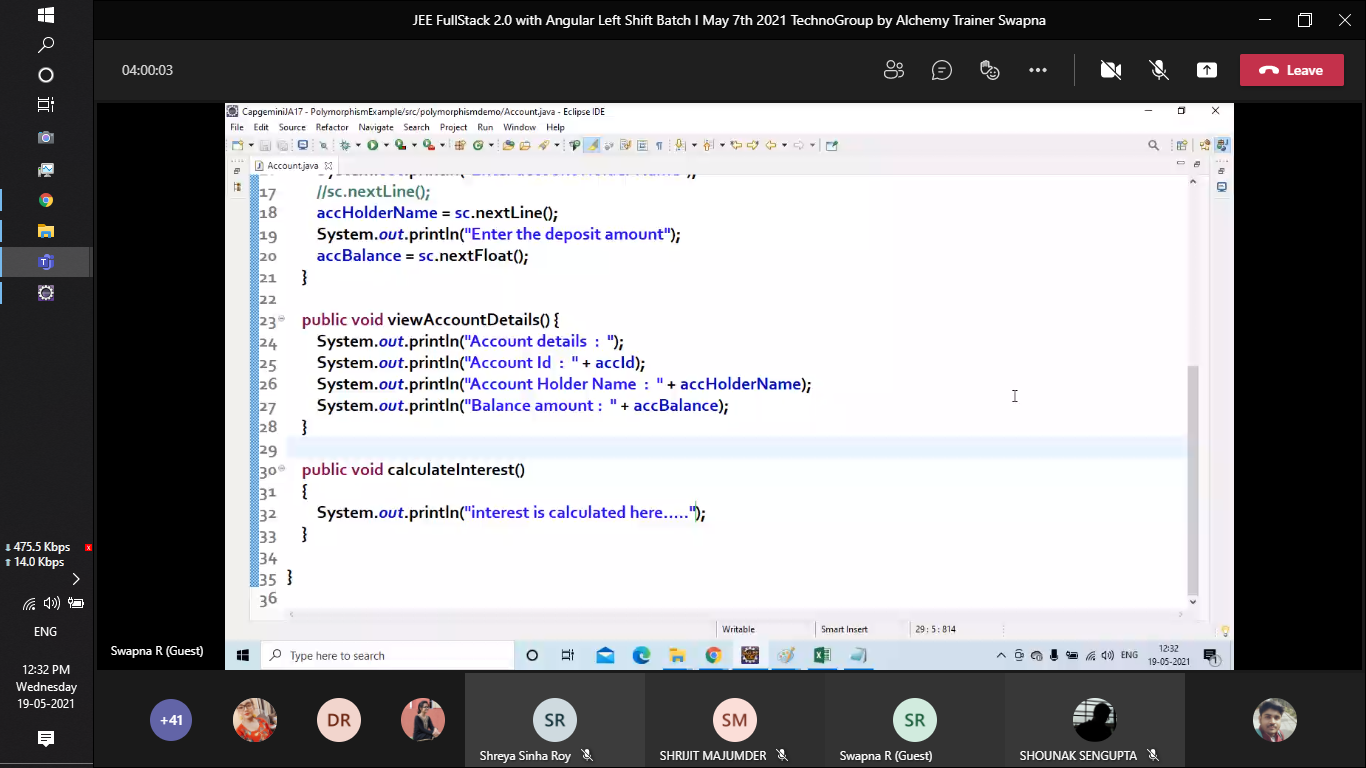 JEE FullStack 2.0 with Angular Left Shift Batch I May 7th 2021 TechnoGroup by Alchemy Trainer Swapna
04:00:03
Leave
CapgeminiJA17 - PolymorphismExample/src/polymorphismdemo/Account.java - Eclipse IDE
File Edit Source Refactor Navigate Search Project Run Window Help
Account.java
17 //sc.nextLine();
18 accHolderName = sc.nextLine();
19 System.out.println("Enter the deposit amount");
20 accBalance = sc.nextFloat();
21 }
22
23 public void viewAccountDetails() {
24 System.out.println("Account details : ");
25 System.out.println("Account Id : " + accId);
26 System.out.println("Account Holder Name : " + accHolderName);
27 System.out.println("Balance amount : " + accBalance);
28 }
29
30 public void calculateInterest()
31 {
32 System.out.println("interest is calculated here.....");
33 }
34
35 }
36
Writable Smart Insert 29 : 5 : 814
Type here to search
ENG
12:32
19-05-2021
1
475.5 Kbps
14.0 Kbps
ENG
12:32 PM
Wednesday
19-05-2021
Swapna R (Guest)
+41
DR
SR
Shreya Sinha Roy
SM
SHRIJIT MAJUMDER
SR
Swapna R (Guest)
SHOUNAK SENGUPTA